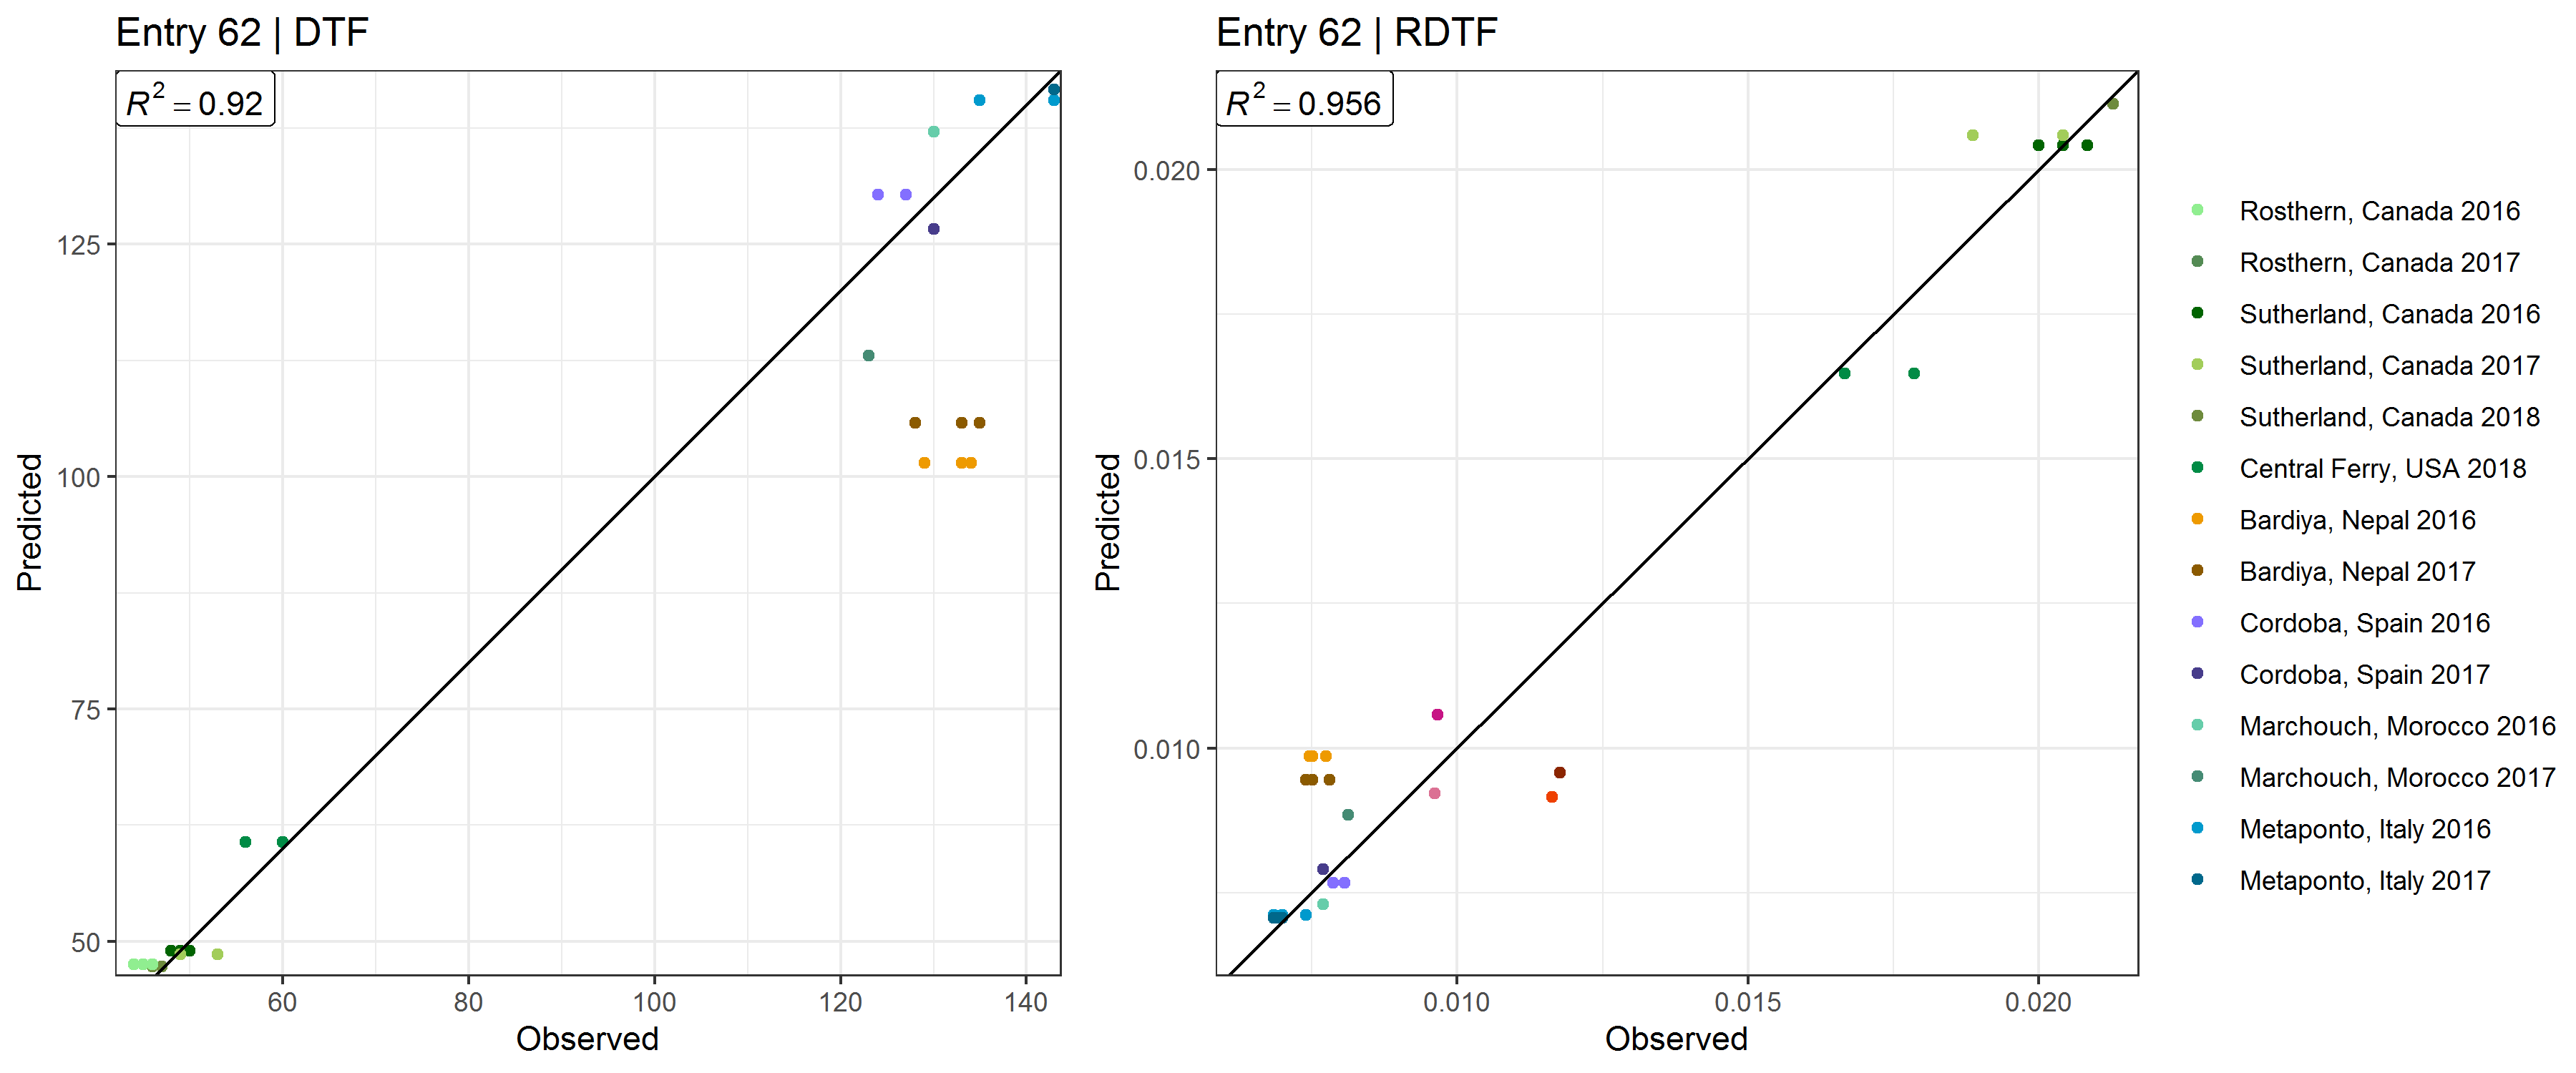 Entry 62 | DTF
R² = 0.92
125
100
75
50
60 80 100 120 140
Observed
Predicted
Entry 62 | RDTF
R² = 0.956
0.020
0.015
0.010
0.010 0.015 0.020
Observed
Predicted
Rosthern, Canada 2016
Rosthern, Canada 2017
Sutherland, Canada 2016
Sutherland, Canada 2017
Sutherland, Canada 2018
Central Ferry, USA 2018
Bardiya, Nepal 2016
Bardiya, Nepal 2017
Cordoba, Spain 2016
Cordoba, Spain 2017
Marchouch, Morocco 2016
Marchouch, Morocco 2017
Metaponto, Italy 2016
Metaponto, Italy 2017